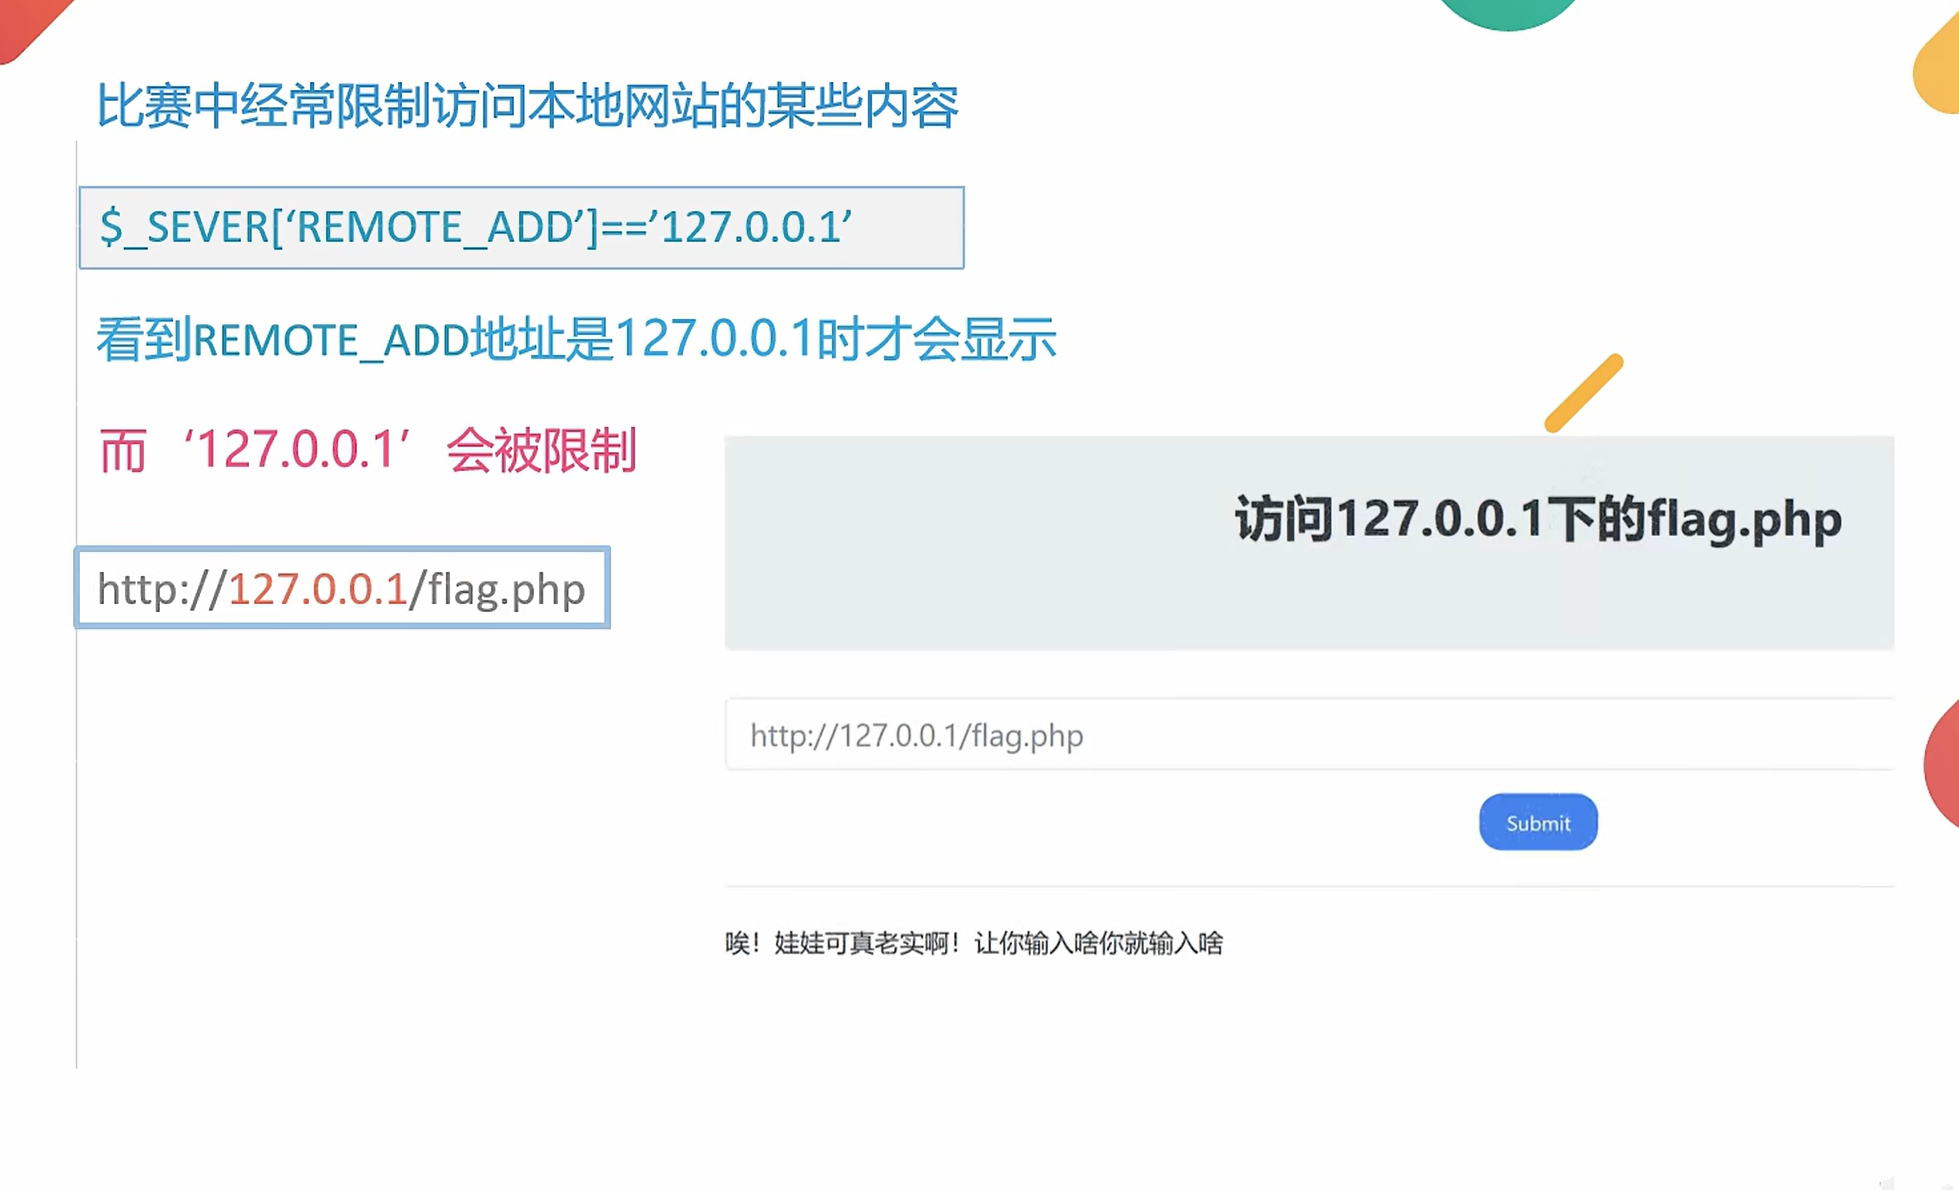 比赛中经常限制访问本地网站的某些内容
$_SEVER[‘REMOTE_ADD’]==’127.0.0.1’
看到REMOTE_ADD地址是127.0.0.1时才会显示
而‘127.0.0.1’会被限制
http://127.0.0.1/flag.php
访问127.0.0.1下的flag.php
http://127.0.0.1/flag.php
Submit
唉！娃娃可真老实啊！让你输入啥你就输入啥